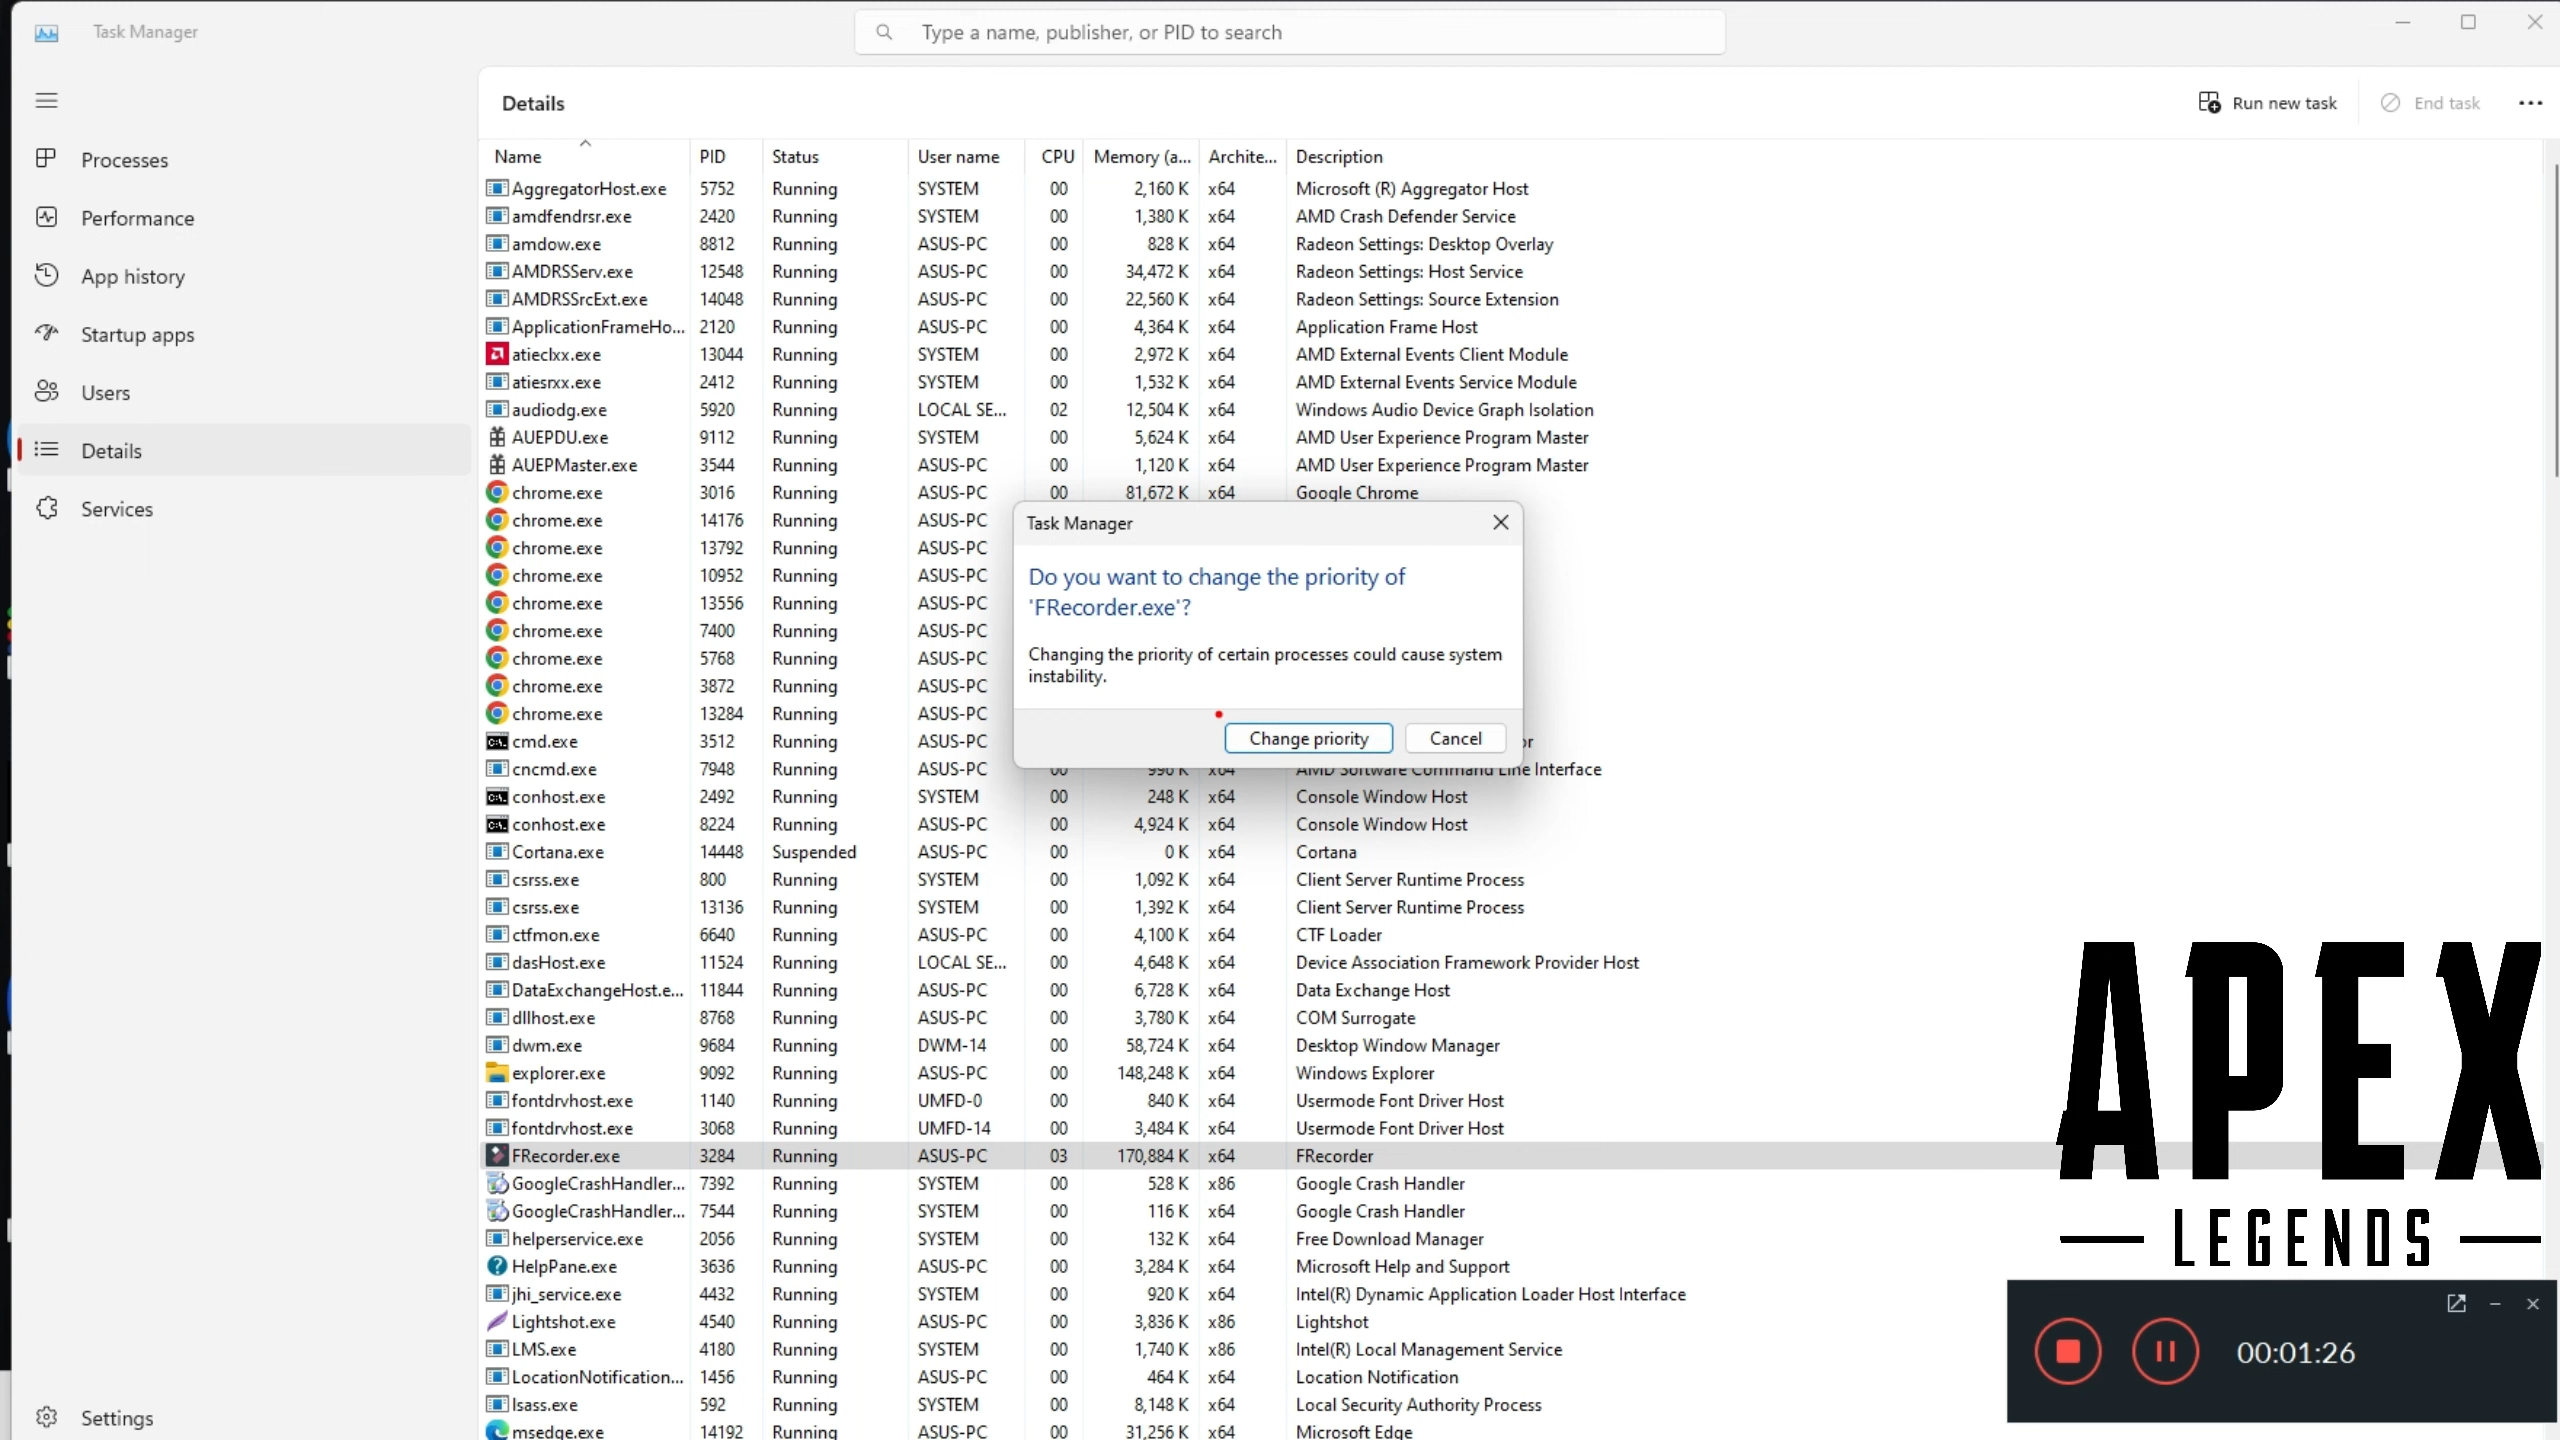 Task Manager
Type a name, publisher, or PID to search
Details
Run new task
End task
Processes
Performance
App history
Startup apps
Users
Details
Services
Settings
Name PID Status User name CPU Memory (a... Archite... Description
AggregatorHost.exe 5752 Running SYSTEM 00 2,160 K x64 Microsoft (R) Aggregator Host
amdfendrsr.exe 2420 Running SYSTEM 00 1,380 K x64 AMD Crash Defender Service
amdow.exe 8812 Running ASUS-PC 00 828 K x64 Radeon Settings: Desktop Overlay
AMDRSServ.exe 12548 Running ASUS-PC 00 34,472 K x64 Radeon Settings: Host Service
AMDRSSrcExt.exe 14048 Running ASUS-PC 00 22,560 K x64 Radeon Settings: Source Extension
ApplicationFrameHo... 2120 Running ASUS-PC 00 4,364 K x64 Application Frame Host
atieclxx.exe 13044 Running SYSTEM 00 2,972 K x64 AMD External Events Client Module
atiesrxx.exe 2412 Running SYSTEM 00 1,532 K x64 AMD External Events Service Module
audiodg.exe 5920 Running LOCAL SE... 02 12,504 K x64 Windows Audio Device Graph Isolation
AUEPDU.exe 9112 Running SYSTEM 00 5,624 K x64 AMD User Experience Program Master
AUEPMaster.exe 3544 Running ASUS-PC 00 1,120 K x64 AMD User Experience Program Master
chrome.exe 3016 Running ASUS-PC 00 81,672 K x64 Google Chrome
chrome.exe 14176 Running ASUS-PC
chrome.exe 13792 Running ASUS-PC
chrome.exe 10952 Running ASUS-PC
chrome.exe 13556 Running ASUS-PC
chrome.exe 7400 Running ASUS-PC
chrome.exe 5768 Running ASUS-PC
chrome.exe 3872 Running ASUS-PC
chrome.exe 13284 Running ASUS-PC
cmd.exe 3512 Running ASUS-PC
cncmd.exe 7948 Running ASUS-PC 00 x64 AMD Software Command Line Interface
conhost.exe 2492 Running SYSTEM 00 248 K x64 Console Window Host
conhost.exe 8224 Running ASUS-PC 00 4,924 K x64 Console Window Host
Cortana.exe 14448 Suspended ASUS-PC 00 0 K x64 Cortana
csrss.exe 800 Running SYSTEM 00 1,092 K x64 Client Server Runtime Process
csrss.exe 13136 Running SYSTEM 00 1,392 K x64 Client Server Runtime Process
ctfmon.exe 6640 Running ASUS-PC 00 4,100 K x64 CTF Loader
dasHost.exe 11524 Running LOCAL SE... 00 4,648 K x64 Device Association Framework Provider Host
DataExchangeHost.e... 11844 Running ASUS-PC 00 6,728 K x64 Data Exchange Host
dllhost.exe 8768 Running ASUS-PC 00 3,780 K x64 COM Surrogate
dwm.exe 9684 Running DWM-14 00 58,724 K x64 Desktop Window Manager
explorer.exe 9092 Running ASUS-PC 00 148,248 K x64 Windows Explorer
fontdrvhost.exe 1140 Running UMFD-0 00 840 K x64 Usermode Font Driver Host
fontdrvhost.exe 3068 Running UMFD-14 00 3,484 K x64 Usermode Font Driver Host
FRecorder.exe 3284 Running ASUS-PC 03 170,884 K x64 FRecorder
GoogleCrashHandler... 7392 Running SYSTEM 00 528 K x86 Google Crash Handler
GoogleCrashHandler... 7544 Running SYSTEM 00 116 K x64 Google Crash Handler
helperservice.exe 2056 Running SYSTEM 00 132 K x64 Free Download Manager
HelpPane.exe 3636 Running ASUS-PC 00 3,284 K x64 Microsoft Help and Support
jhi_service.exe 4432 Running SYSTEM 00 920 K x64 Intel(R) Dynamic Application Loader Host Interface
Lightshot.exe 4540 Running ASUS-PC 00 3,836 K x86 Lightshot
LMS.exe 4180 Running SYSTEM 00 1,740 K x86 Intel(R) Local Management Service
LocationNotification... 1456 Running ASUS-PC 00 464 K x64 Location Notification
lsass.exe 592 Running SYSTEM 00 8,148 K x64 Local Security Authority Process
msedge.exe 14192 Running ASUS-PC 00 31,256 K x64 Microsoft Edge
Task Manager
Do you want to change the priority of
'FRecorder.exe'?
Changing the priority of certain processes could cause system
instability.
Change priority
Cancel
APEX
LEGENDS
00:01:26